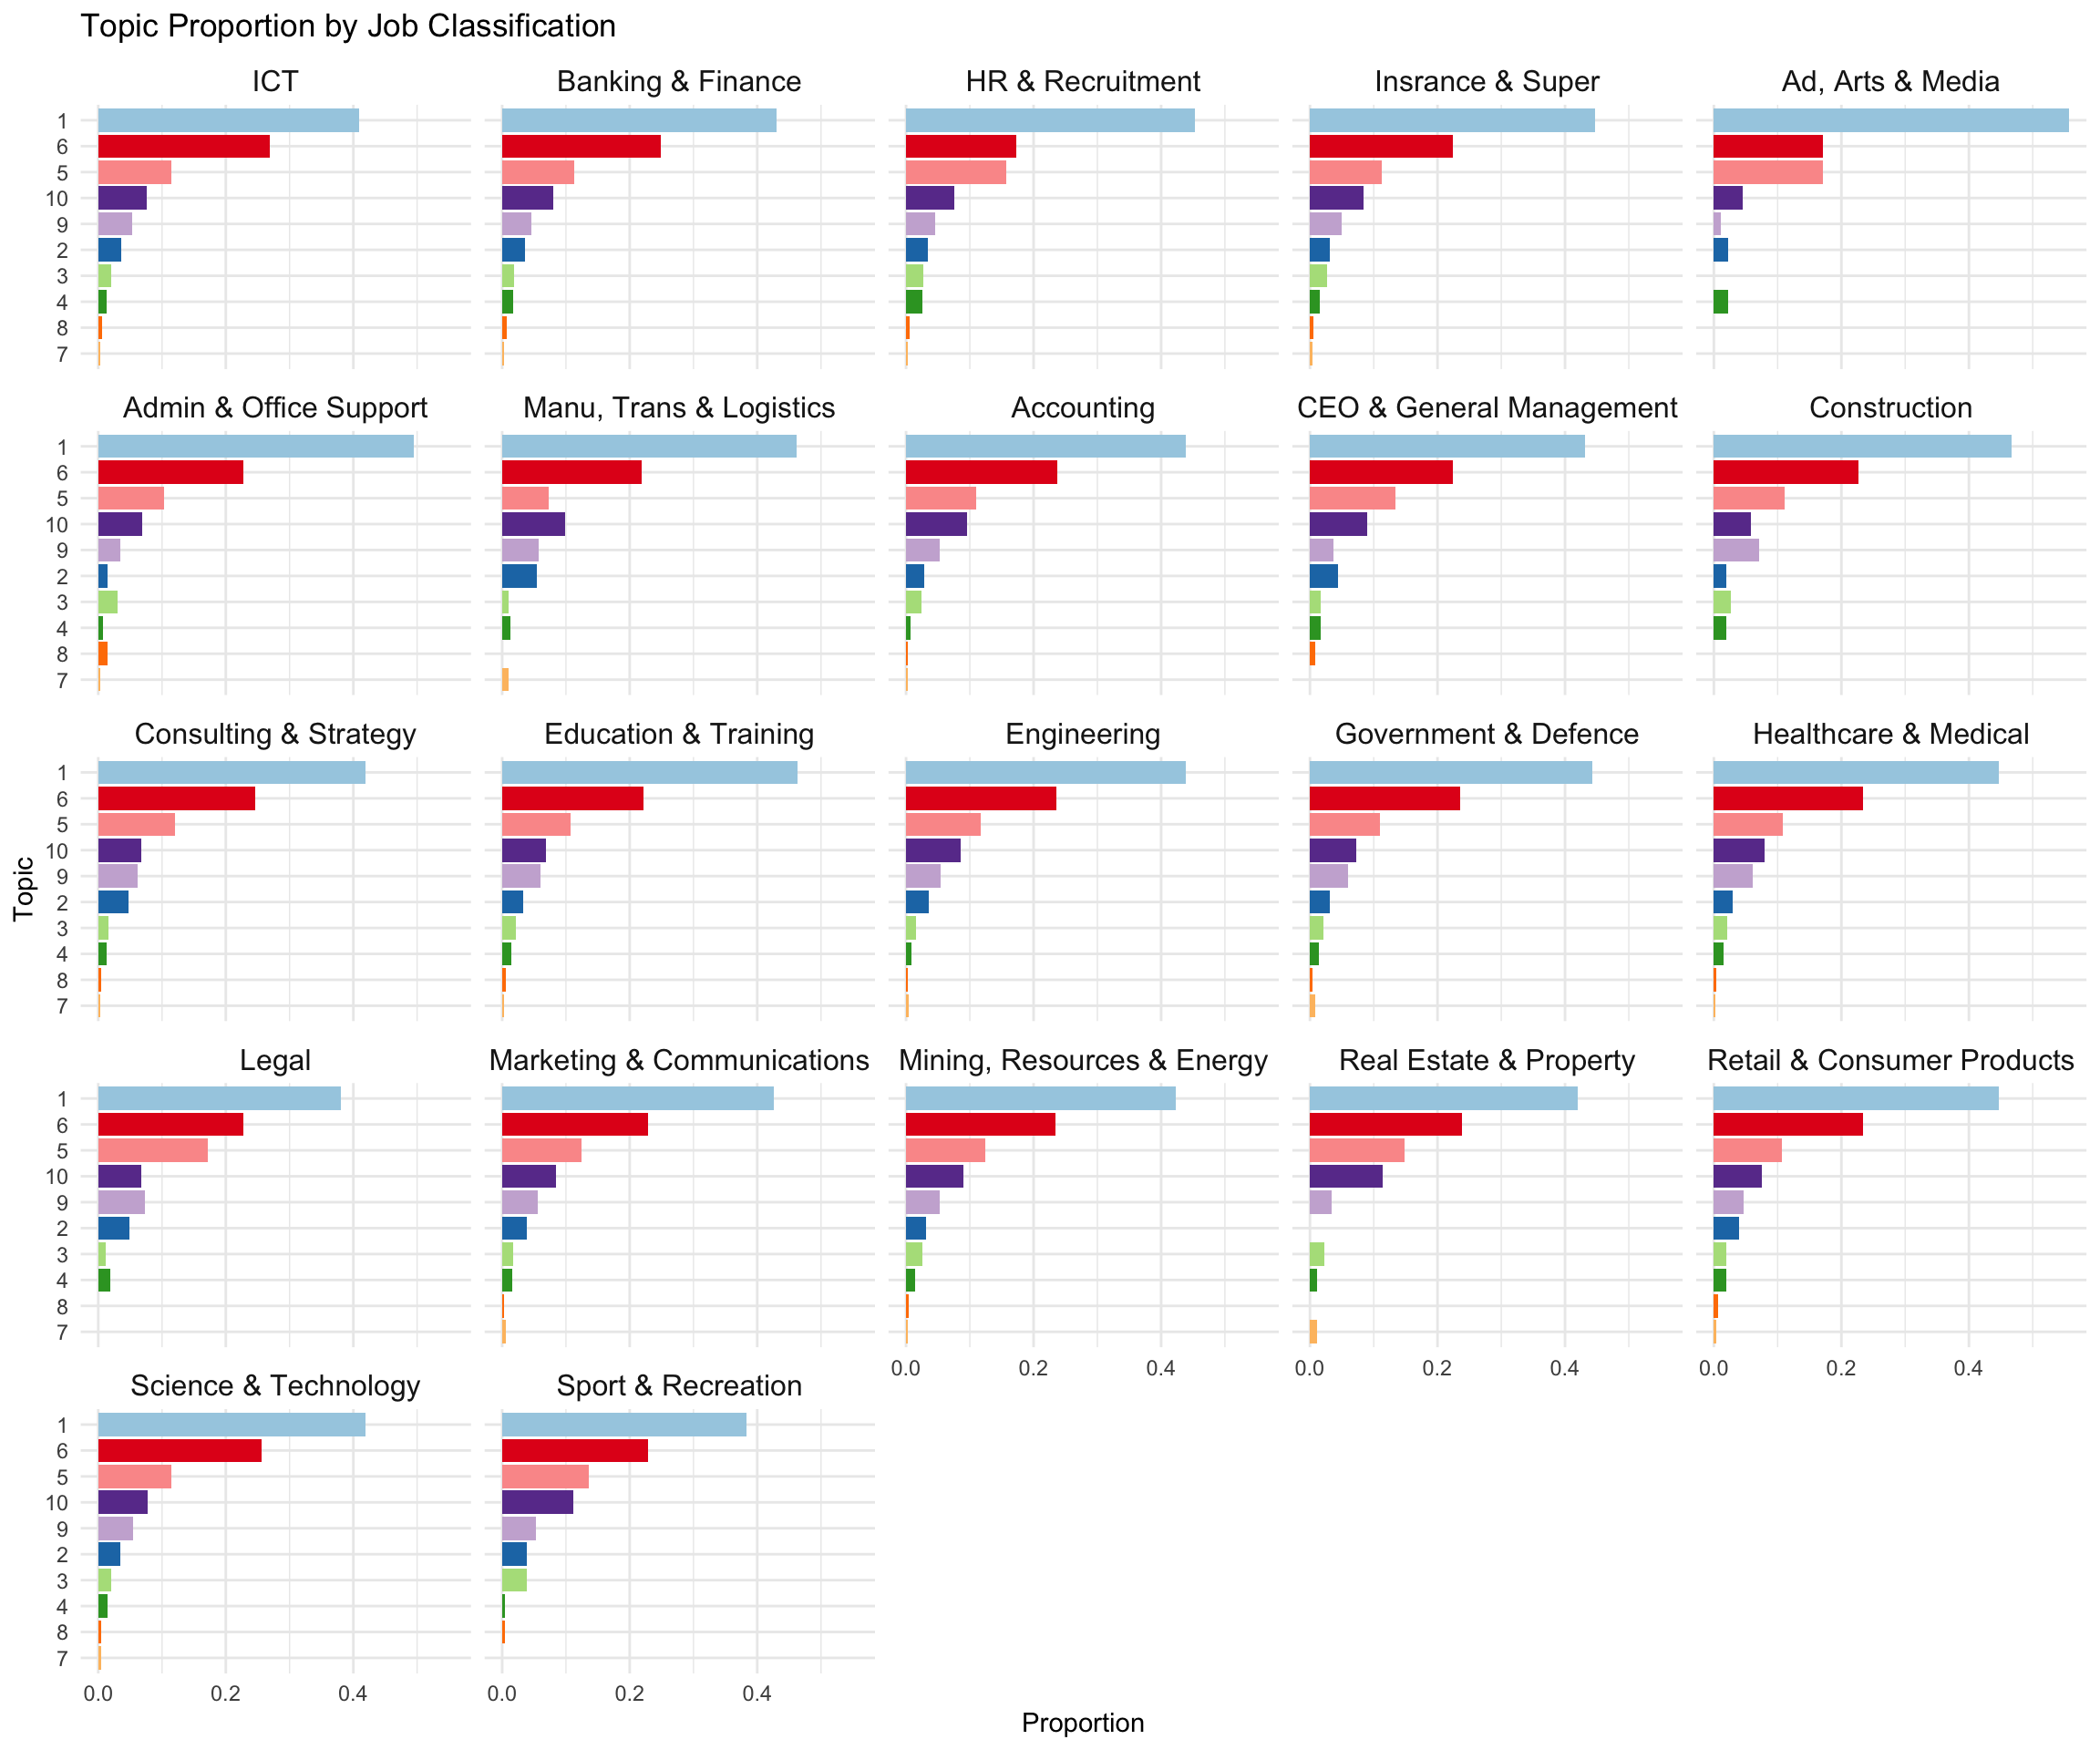 Topic Proportion by Job Classification
ICT
Banking & Finance
HR & Recruitment
Insrance & Super
Ad, Arts & Media
1
6
5
10
9
2
3
4
8
7
Admin & Office Support
Manu, Trans & Logistics
Accounting
CEO & General Management
Construction
1
6
5
10
9
2
3
4
8
7
Consulting & Strategy
Education & Training
Engineering
Government & Defence
Healthcare & Medical
1
6
5
10
9
2
3
4
8
7
Topic
Legal
Marketing & Communications
Mining, Resources & Energy
Real Estate & Property
Retail & Consumer Products
1
6
5
10
9
2
3
4
8
7
0.0 0.2 0.4
0.0 0.2 0.4
0.0 0.2 0.4
Science & Technology
Sport & Recreation
1
6
5
10
9
2
3
4
8
7
0.0 0.2 0.4
0.0 0.2 0.4
Proportion